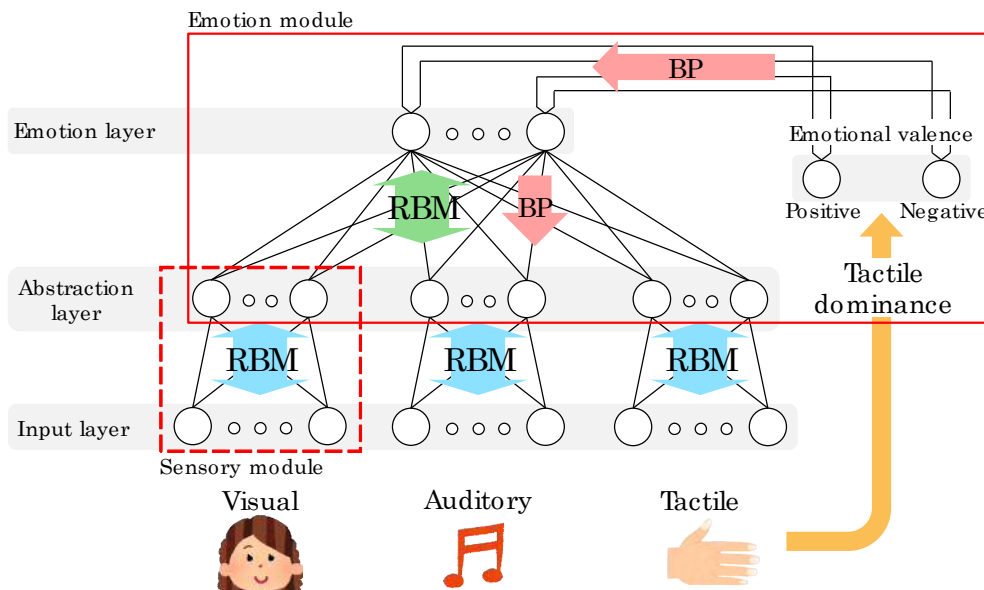 Emotion module
BP
Emotion layer
Emotional valence
RBM
BP
Positive
Negative
Abstraction
layer
Tactile
dominance
RBM
RBM
RBM
Input layer
Sensory module
Visual
Auditory
Tactile